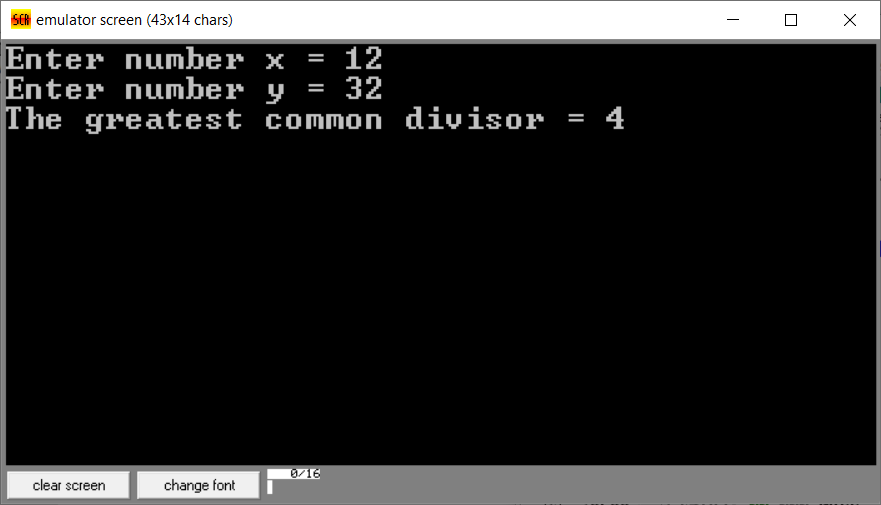 emulator screen (43x14 chars)
Enter number x = 12
Enter number y = 32
The greatest common divisor = 4
clear screen
change font
0/16